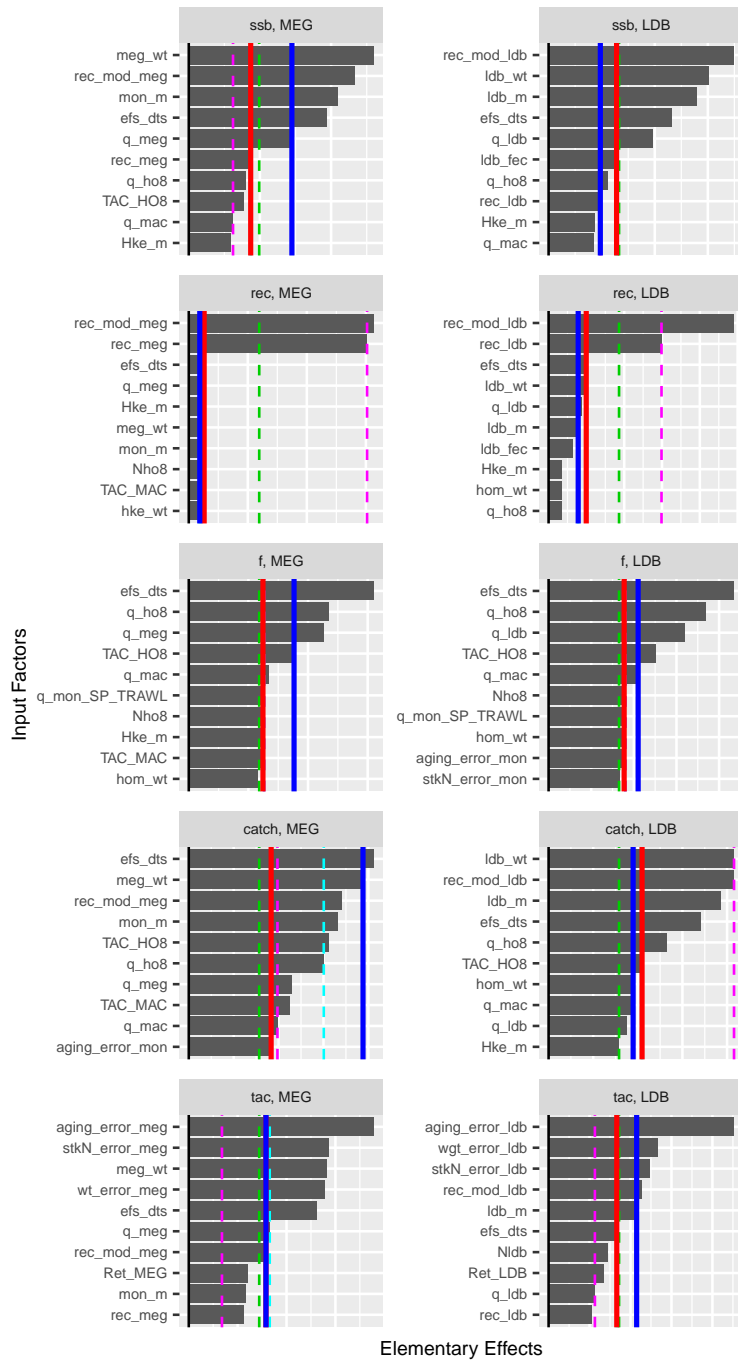 ssb, MEG
meg_wt
rec_mod_meg
mon_m
efs_dts
q_meg
rec_meg
q_ho8
TAC_HO8
q_mac
Hke_m
ssb, LDB
rec_mod_ldb
ldb_wt
ldb_m
efs_dts
q_ldb
ldb_fec
q_ho8
rec_ldb
Hke_m
q_mac
rec, MEG
rec_mod_meg
rec_meg
efs_dts
q_meg
Hke_m
meg_wt
mon_m
Nho8
TAC_MAC
hke_wt
rec, LDB
rec_mod_ldb
rec_ldb
efs_dts
ldb_wt
q_ldb
ldb_m
ldb_fec
Hke_m
hom_wt
q_ho8
f, MEG
efs_dts
q_ho8
q_meg
TAC_HO8
q_mac
q_mon_SP_TRAWL
Nho8
Hke_m
TAC_MAC
hom_wt
f, LDB
efs_dts
q_ho8
q_ldb
TAC_HO8
q_mac
Nho8
q_mon_SP_TRAWL
hom_wt
aging_error_mon
stkN_error_mon
catch, MEG
efs_dts
meg_wt
rec_mod_meg
mon_m
TAC_HO8
q_ho8
q_meg
TAC_MAC
q_mac
aging_error_mon
catch, LDB
ldb_wt
rec_mod_ldb
ldb_m
efs_dts
q_ho8
TAC_HO8
hom_wt
q_mac
q_ldb
Hke_m
tac, MEG
aging_error_meg
stkN_error_meg
meg_wt
wt_error_meg
efs_dts
q_meg
rec_mod_meg
Ret_MEG
mon_m
rec_meg
tac, LDB
aging_error_ldb
wgt_error_ldb
stkN_error_ldb
rec_mod_ldb
ldb_m
efs_dts
Nldb
Ret_LDB
q_ldb
rec_ldb
Input Factors
Elementary Effects